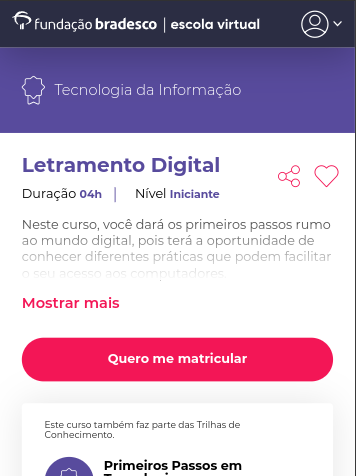 fundação bradesco | escola virtual
Tecnologia da Informação
Letramento Digital
Duração 04h | Nível Iniciante
Neste curso, você dará os primeiros passos rumo
ao mundo digital, pois terá a oportunidade de
conhecer diferentes práticas que podem facilitar
o seu acesso aos computadores
Mostrar mais
Quero me matricular
Este curso também faz parte das Trilhas de
Conhecimento.
Primeiros Passos em